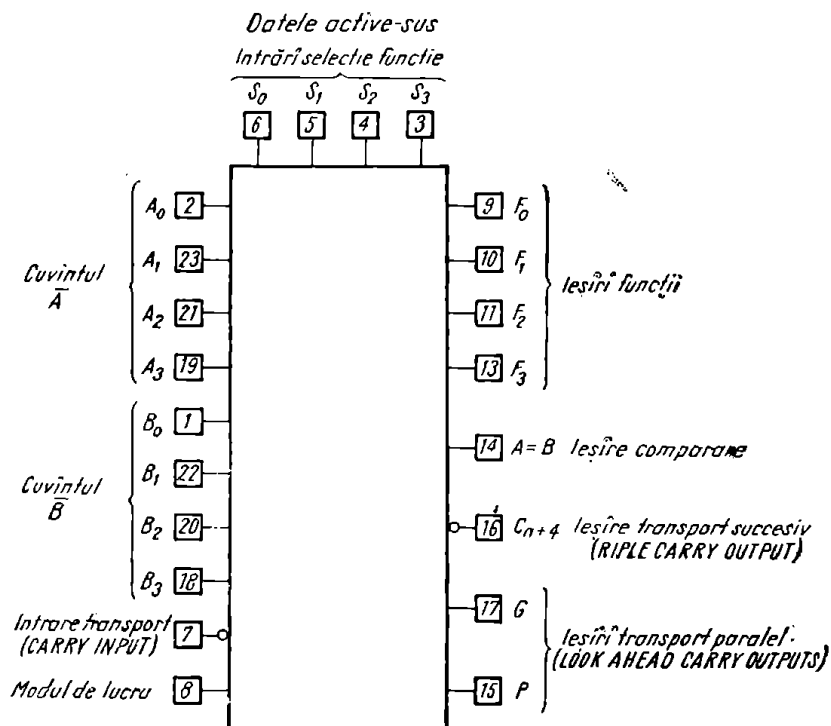 Datele active-sus
Intrări selectie functie
S0 S1 S2 S3
6 5 4 3
A0 2
9 F0
A1 23
10 F1
Cuvîntul
A̅
Ieşiri funcţii
A2 21
11 F2
A3 19
13 F3
B0 1
14 A=B Ieşire comparare
B1 22
Cuvîntul
B̅
B2 20
16 Cn+4 Ieşire transport succesiv
(RIPLE CARRY OUTPUT)
B3 18
17 G
Intrare transport
(CARRY INPUT)
7
Ieşiri transport paralel
(LOOK AHEAD CARRY OUTPUTS)
Modul de lucru 8
15 P